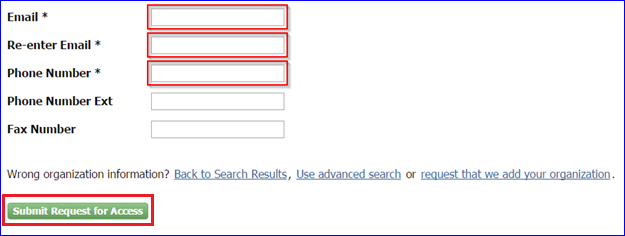 Email *
Re-enter Email *
Phone Number *
Phone Number Ext
Fax Number
Wrong organization information? Back to Search Results, Use advanced search or request that we add your organization.
Submit Request for Access